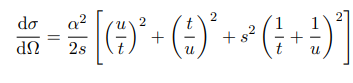 dσ/dΩ = α²/2s [ (u/t)² + (t/u)² + s² (1/t + 1/u)² ]